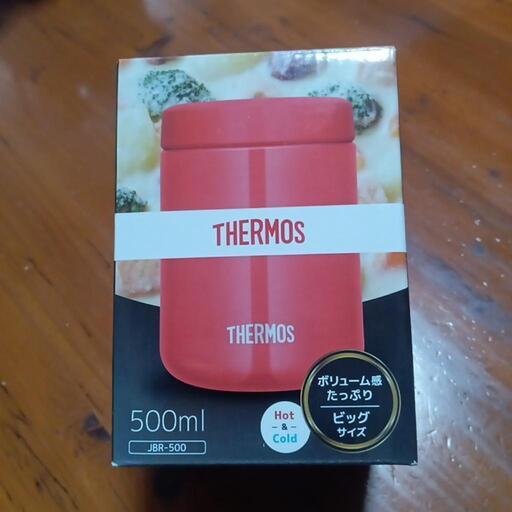 THERMOS
THERMOS
500ml
JBR-500
Hot
&
Cold
ボリューム感
たっぷり
ビッグ
サイズ